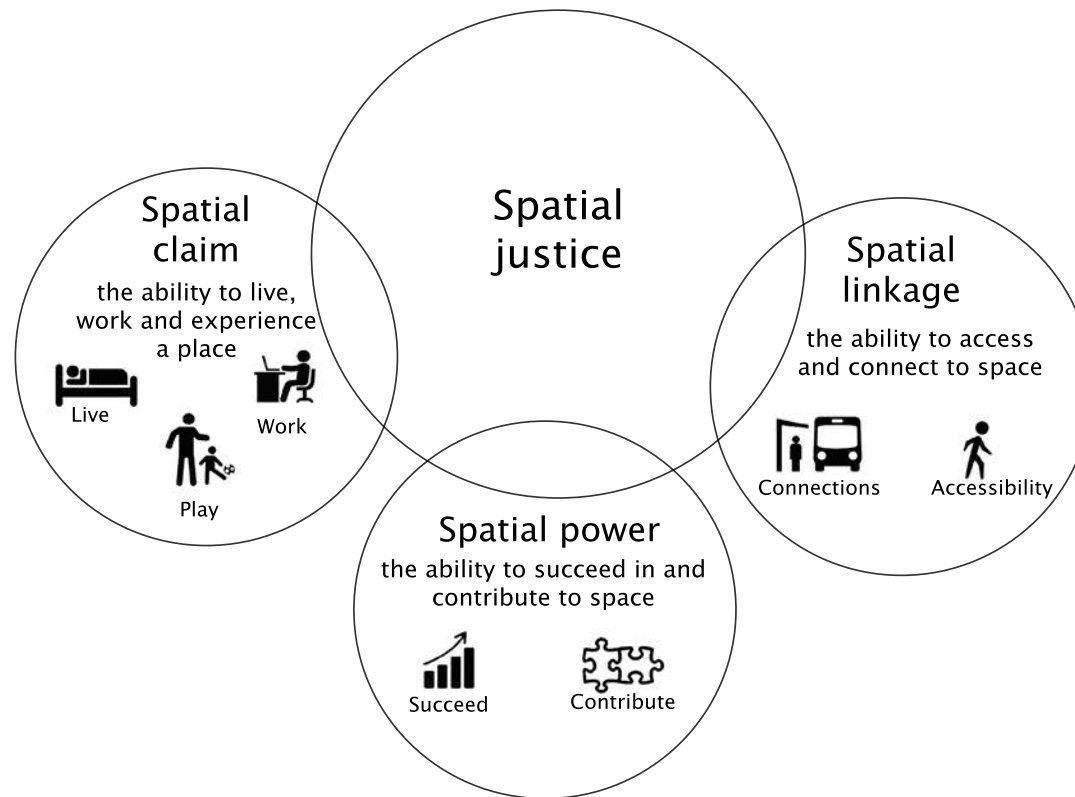 Spatial
justice
Spatial
claim
the ability to live,
work and experience
a place
Live
Work
Play
Spatial
linkage
the ability to access
and connect to space
Connections
Accessibility
Spatial power
the ability to succeed in and
contribute to space
Succeed
Contribute